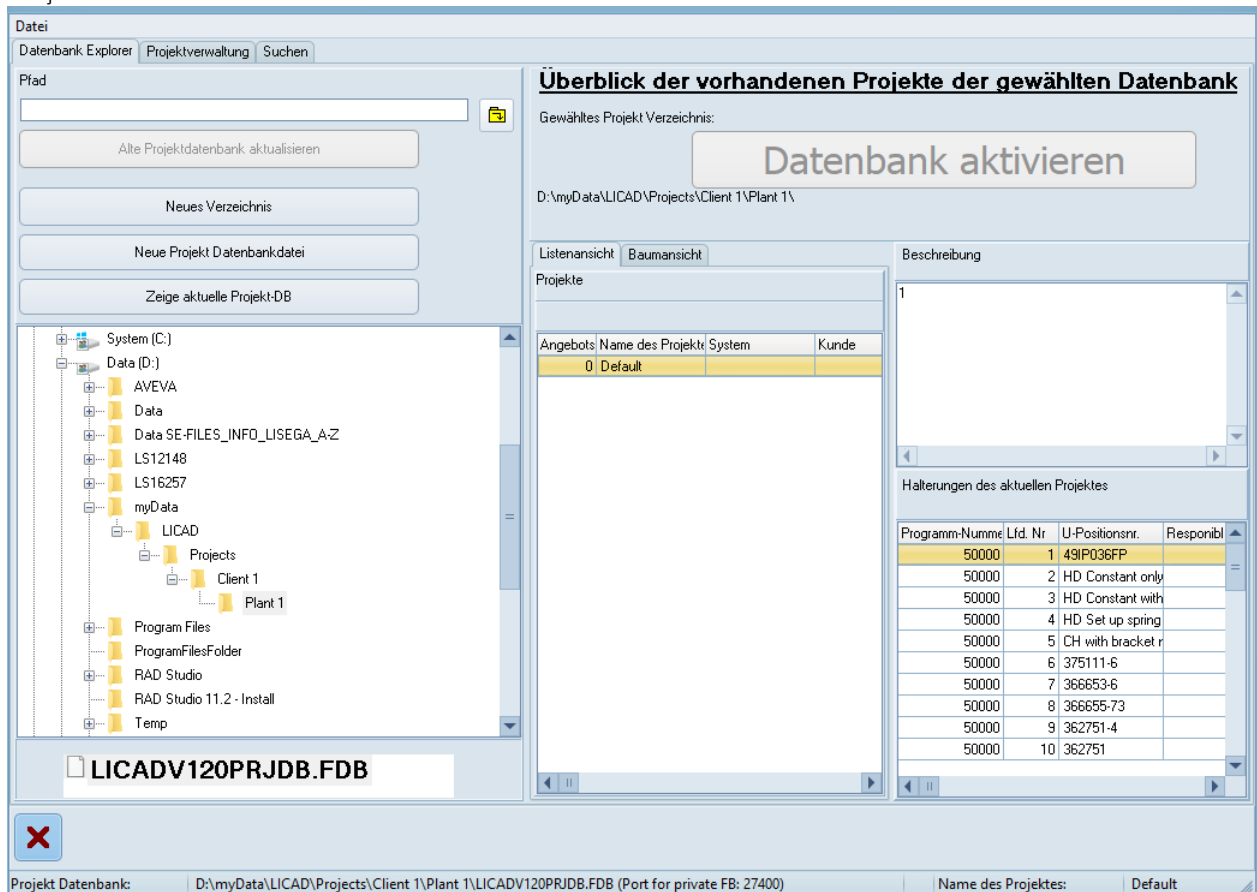 Datei
Datenbank Explorer Projektverwaltung Suchen
Pfad
Alte Projektdatenbank aktualisieren
Neues Verzeichnis
Neue Projekt Datenbankdatei
Zeige aktuelle Projekt-DB
System (C:)
Data (D:)
AVEVA
Data
Data SE-FILES_INFO_LISEGA_A-Z
LS12148
LS16257
myData
LICAD
Projects
Client 1
Plant 1
Program Files
ProgramFilesFolder
RAD Studio
RAD Studio 11.2 - Install
Temp
LICADV120PRJDB.FDB
Überblick der vorhandenen Projekte der gewählten Datenbank
Gewähltes Projekt Verzeichnis:
Datenbank aktivieren
D:\myData\LICAD\Projects\Client 1\Plant 1\
Listenansicht Baumansicht
Projekte
Angebots Name des Projekte System Kunde
0 Default
Beschreibung
1
Halterungen des aktuellen Projektes
Programm-Numme Lfd. Nr U-Positionsnr. Responibl
50000 1 49IP036FP
50000 2 HD Constant only
50000 3 HD Constant with
50000 4 HD Set up spring
50000 5 CH with bracket r
50000 6 375111-6
50000 7 366653-6
50000 8 366655-73
50000 9 362751-4
50000 10 362751
Projekt Datenbank: D:\myData\LICAD\Projects\Client 1\Plant 1\LICADV120PRJDB.FDB (Port for private FB: 27400) Name des Projektes: Default